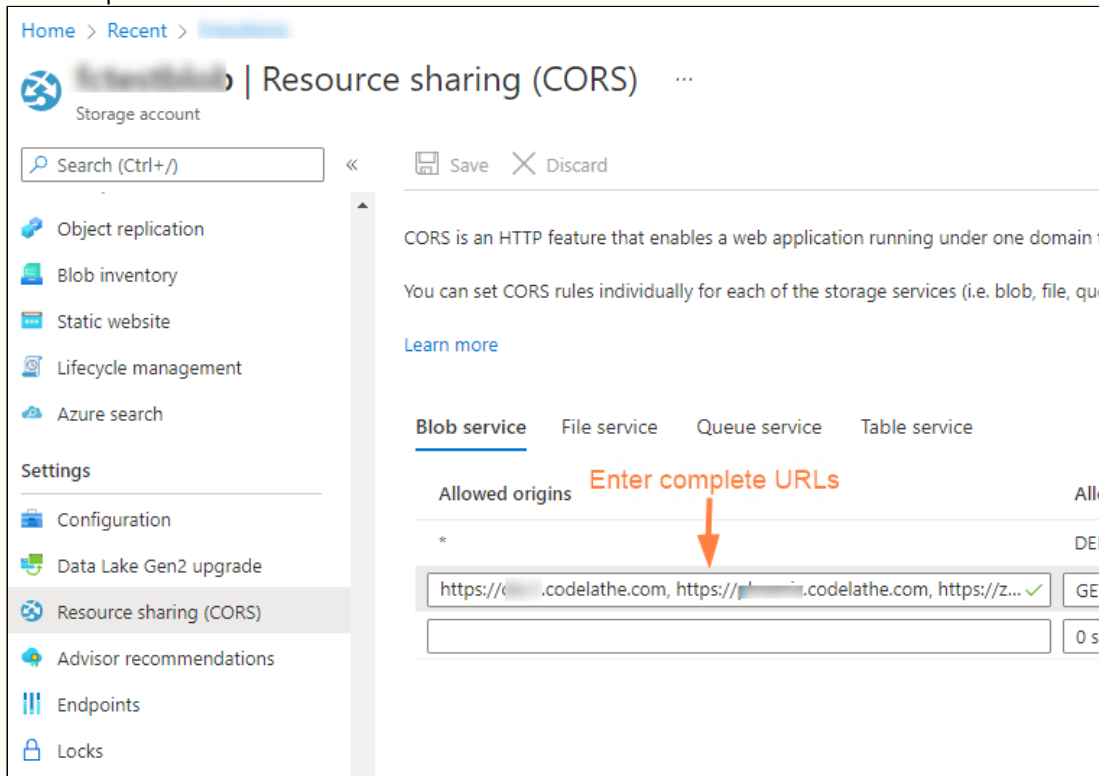 Home > Recent >
| Resource sharing (CORS) ...
Storage account
Search (Ctrl+/)
«
Save
Discard
Object replication
Blob inventory
Static website
Lifecycle management
Azure search
Settings
Configuration
Data Lake Gen2 upgrade
Resource sharing (CORS)
Advisor recommendations
Endpoints
Locks
CORS is an HTTP feature that enables a web application running under one domain
You can set CORS rules individually for each of the storage services (i.e. blob, file, qu
Learn more
Blob service File service Queue service Table service
Enter complete URLs
Allowed origins All
* DE
https:// .codelathe.com, https:// .codelathe.com, https://z... GE
0 s